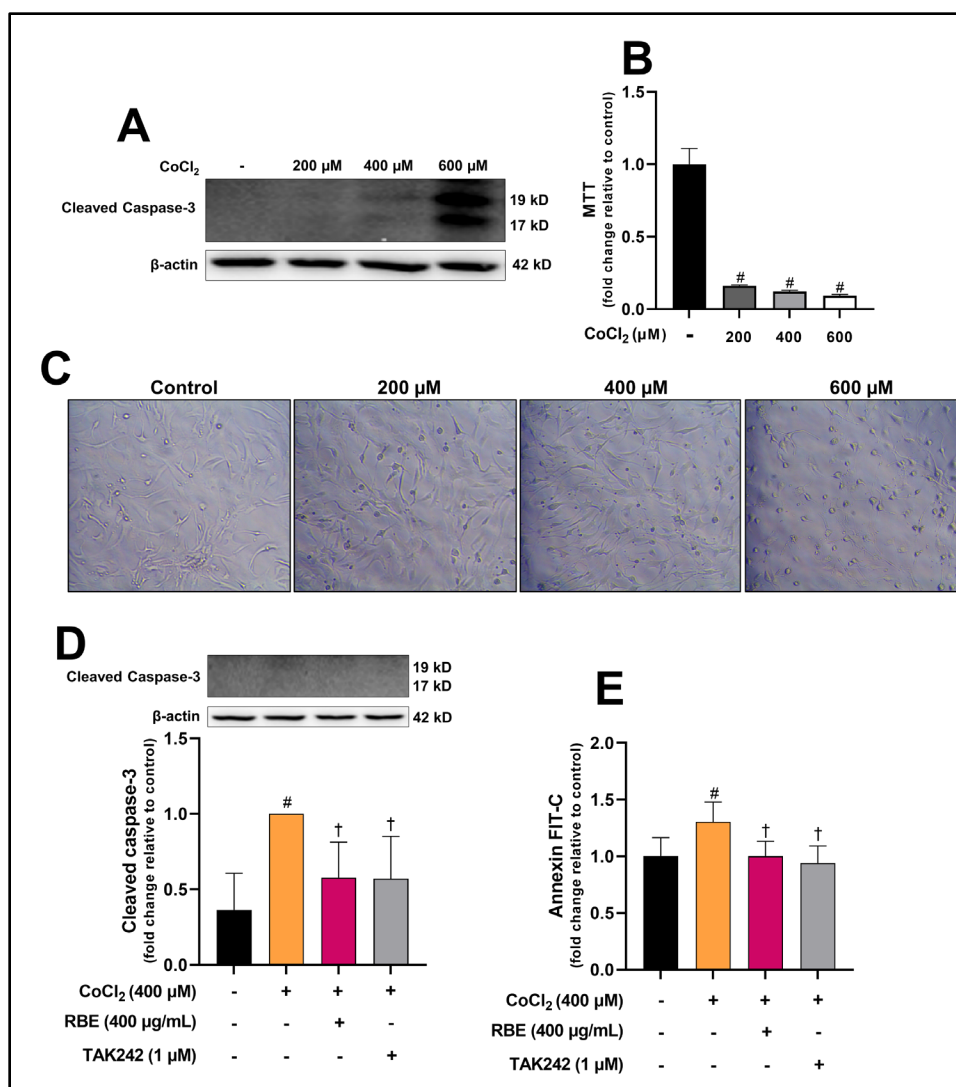 A
CoCl2 - 200 µM 400 µM 600 µM
Cleaved Caspase-3
19 kD
17 kD
β-actin
42 kD
B
MTT
(fold change relative to control)
1.5
1.0
0.5
0.0
# # #
CoCl2 (µM) - 200 400 600
C
Control 200 µM 400 µM 600 µM
D
Cleaved Caspase-3
19 kD
17 kD
β-actin
42 kD
Cleaved caspase-3
(fold change relative to control)
1.5
1.0
0.5
0.0
# † †
CoCl2 (400 µM) - + + +
RBE (400 µg/mL) - - + -
TAK242 (1 µM) - - - +
E
Annexin FIT-C
(fold change relative to control)
2.0
1.5
1.0
0.5
0.0
# † †
CoCl2 (400 µM) - + + +
RBE (400 µg/mL) - - + -
TAK242 (1 µM) - - - +